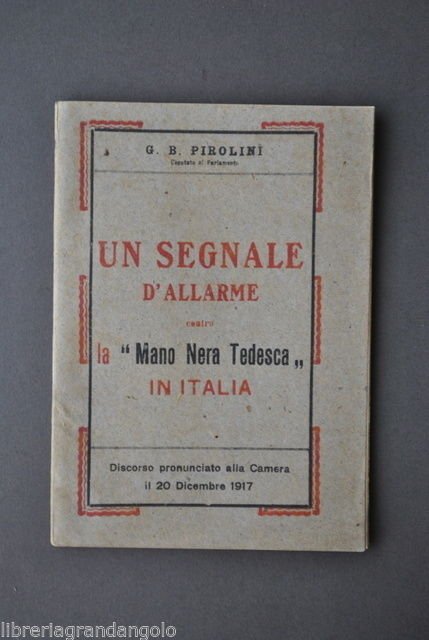 G. B. PIROLINI
Deputato al Parlamento
UN SEGNALE
D'ALLARME
contro
la "Mano Nera Tedesca„
IN ITALIA
Discorso pronunciato alla Camera
il 20 Dicembre 1917
libreriagrandangolo